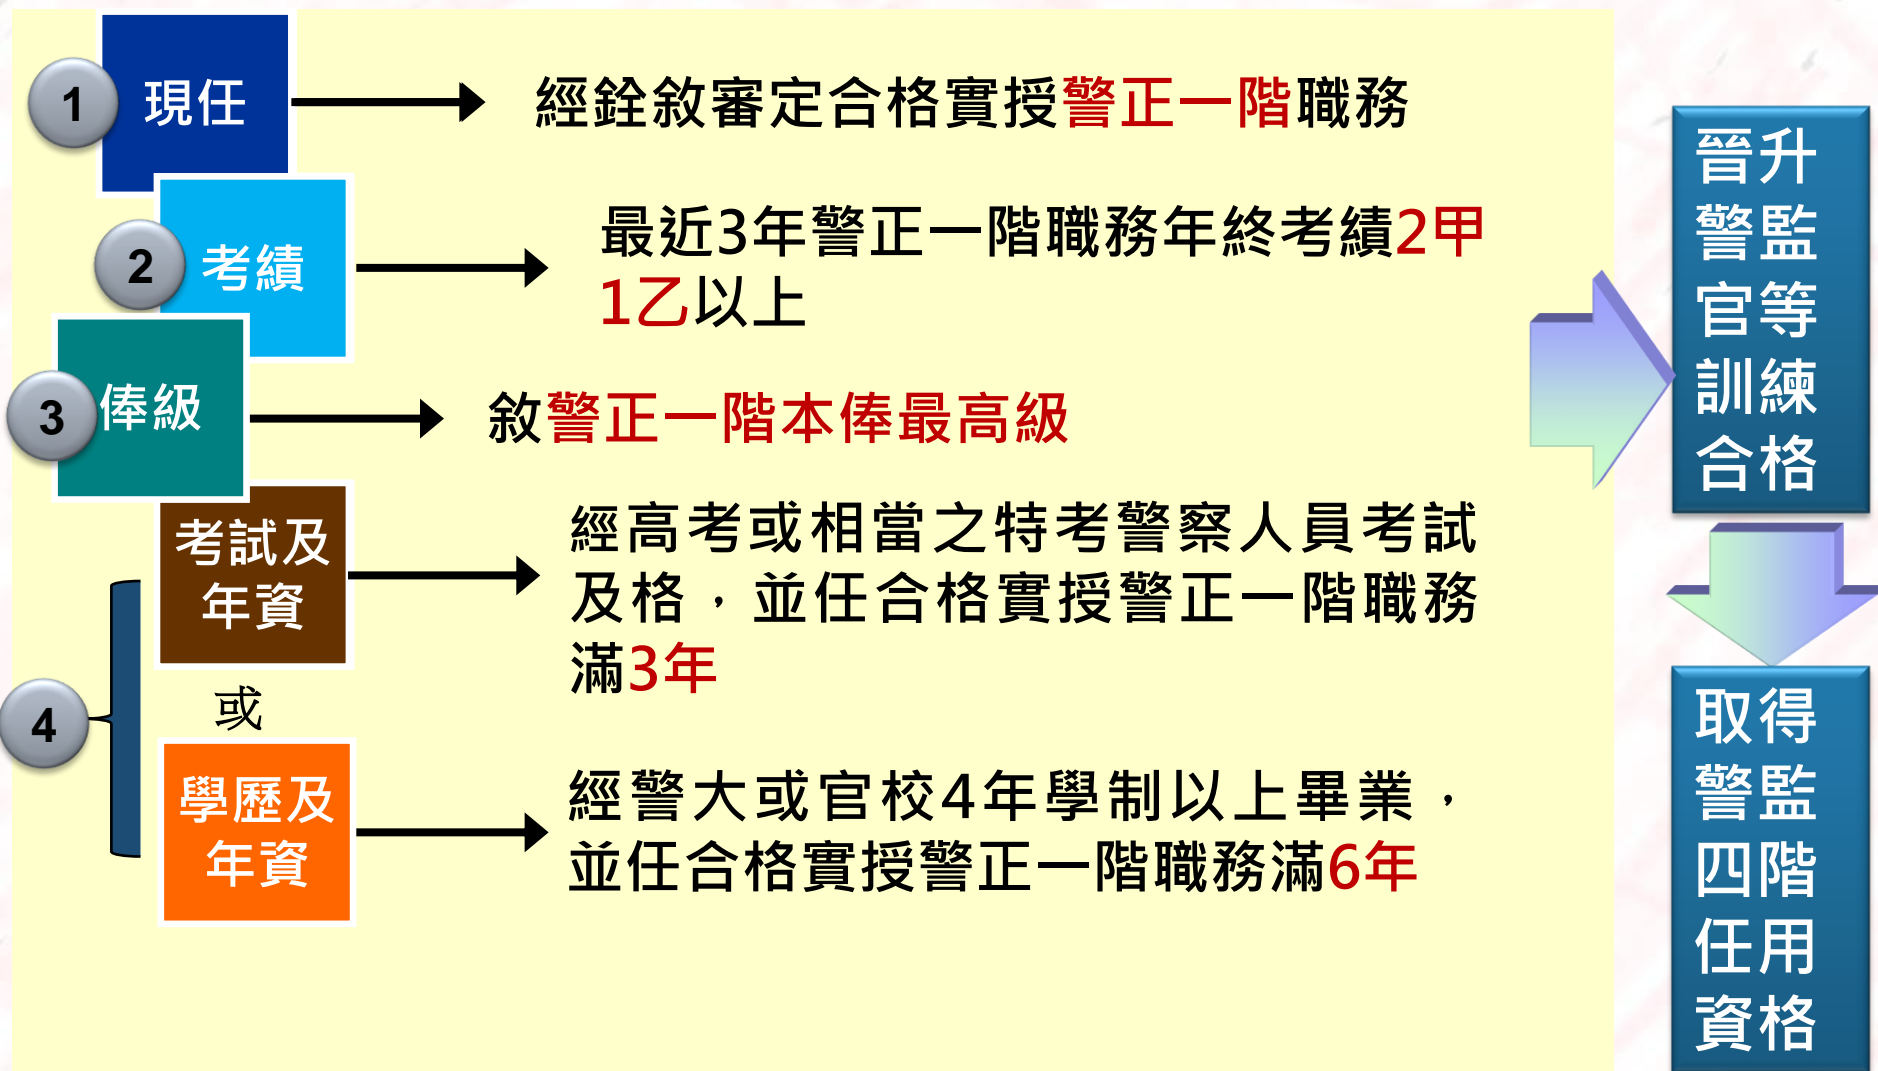 1
現任
經銓敘審定合格實授警正一階職務
2
考績
最近3年警正一階職務年終考績2甲
1乙以上
3
俸級
敘警正一階本俸最高級
4
考試及
年資
經高考或相當之特考警察人員考試
及格，並任合格實授警正一階職務
滿3年
或
學歷及
年資
經警大或官校4年學制以上畢業，
並任合格實授警正一階職務滿6年
晉升
警監
官等
訓練
合格
取得
警監
四階
任用
資格